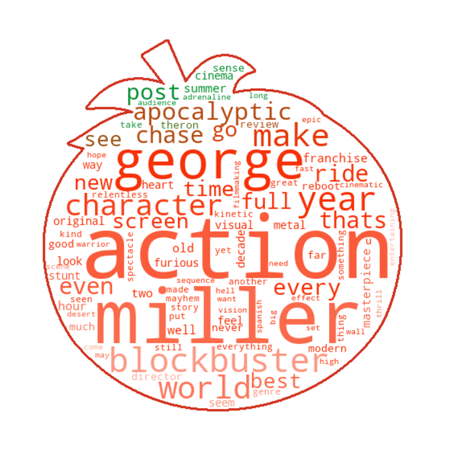 sense
cinema
post summer
adrenaline long
audience
apocalyptic epic
take theron review
see chase go make
hope
way george franchise
fast
new heart time filmmaking great ride
reboot cinematic
relentless
character full year
kinetic
original screen visual metal thats
kind
good warrior action
old yet decade far something
look spectacle furious need
scene
stunt even sequence another every masterpiece
seen two made hell effect
hour mayhem want
desert miller
story vision spanish big set thing thrill
put feel
much well never wall
come still everything modern
may blockbuster high
director world best
genre
seem